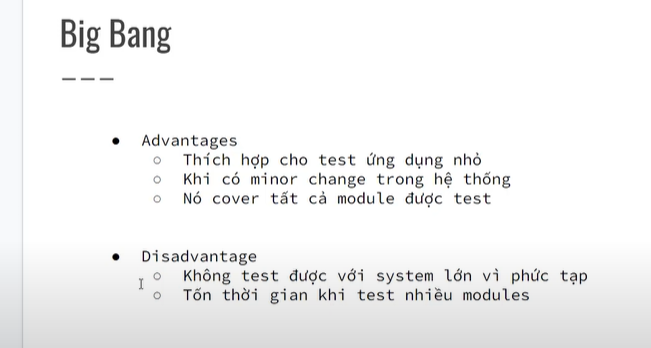 Big Bang
———
● Advantages
○ Thích hợp cho test ứng dụng nhỏ
○ Khi có minor change trong hệ thống
○ Nó cover tất cả module được test
● Disadvantage
○ Không test được với system lớn vì phức tạp
○ Tốn thời gian khi test nhiều modules